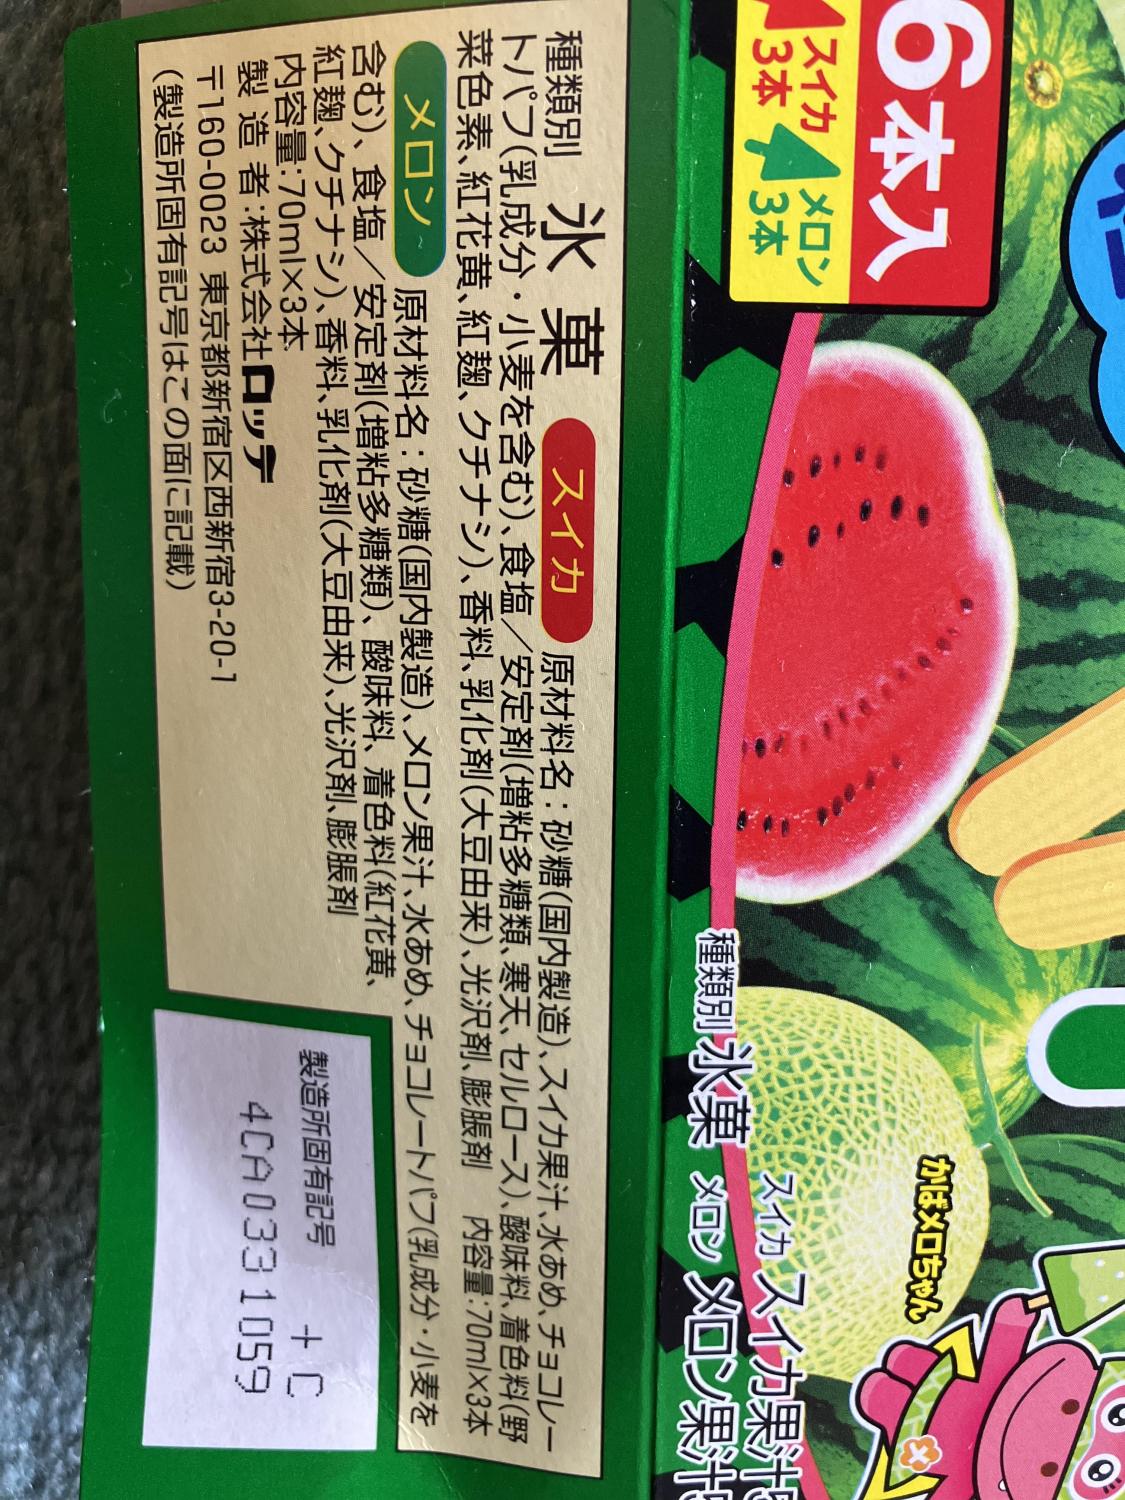 6本入
スイカ
3本
メロン
3本
種類別 氷菓
スイカ スイカ果汁
メロン メロン果汁
かばメロちゃん
種類別 氷菓 スイカ 原材料名:砂糖(国内製造)、スイカ果汁、水あめ、チョコレー
トパフ(乳成分・小麦を含む)、食塩/安定剤(増粘多糖類、寒天、セルロース)、酸味料、着色料(野
菜色素、紅花黄、紅麹、クチナシ)、香料、乳化剤(大豆由来)、光沢剤、膨脹剤 内容量:70ml×3本
メロン 原材料名:砂糖(国内製造)、メロン果汁、水あめ、チョコレートパフ(乳成分・小麦を
含む)、食塩/安定剤(増粘多糖類)、酸味料、着色料(紅花黄、
紅麹、クチナシ)、香料、乳化剤(大豆由来)、光沢剤、膨脹剤
内容量:70ml×3本
製造者:株式会社ロッテ
〒160-0023 東京都新宿区西新宿3-20-1
(製造所固有記号はこの面に記載)
製造所固有記号
+C
4CA0331059